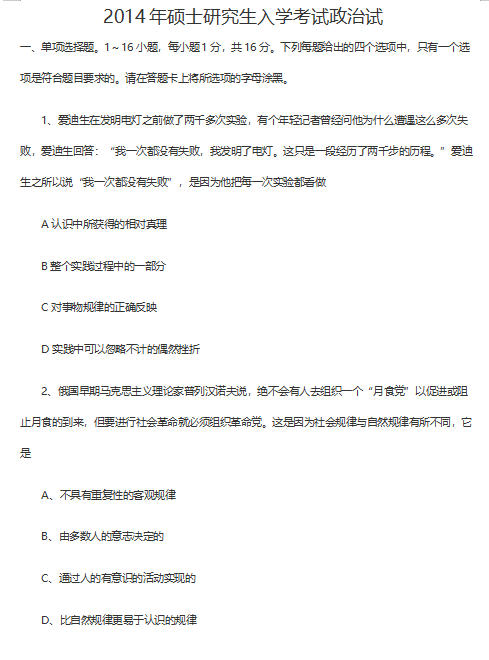 2014年硕士研究生入学考试政治试
一、单项选择题。1～16小题，每小题1分，共16分。下列每题给出的四个选项中，只有一个选
项是符合题目要求的。请在答题卡上将所选项的字母涂黑。
1、爱迪生在发明电灯之前做了两千多次实验，有个年轻记者曾经问他为什么遭遇这么多次失
败，爱迪生回答：“我一次都没有失败，我发明了电灯。这只是一段经历了两千步的历程。”爱迪
生之所以说“我一次都没有失败”，是因为他把每一次实验都看做
A 认识中所获得的相对真理
B 整个实践过程中的一部分
C 对事物规律的正确反映
D 实践中可以忽略不计的偶然挫折
2、俄国早期马克思主义理论家普列汉诺夫说，绝不会有人去组织一个“月食党”以促进或阻
止月食的到来，但要进行社会革命就必须组织革命党。这是因为社会规律与自然规律有所不同，它
是
A、不具有重复性的客观规律
B、由多数人的意志决定的
C、通过人的有意识的活动实现的
D、比自然规律更易于认识的规律